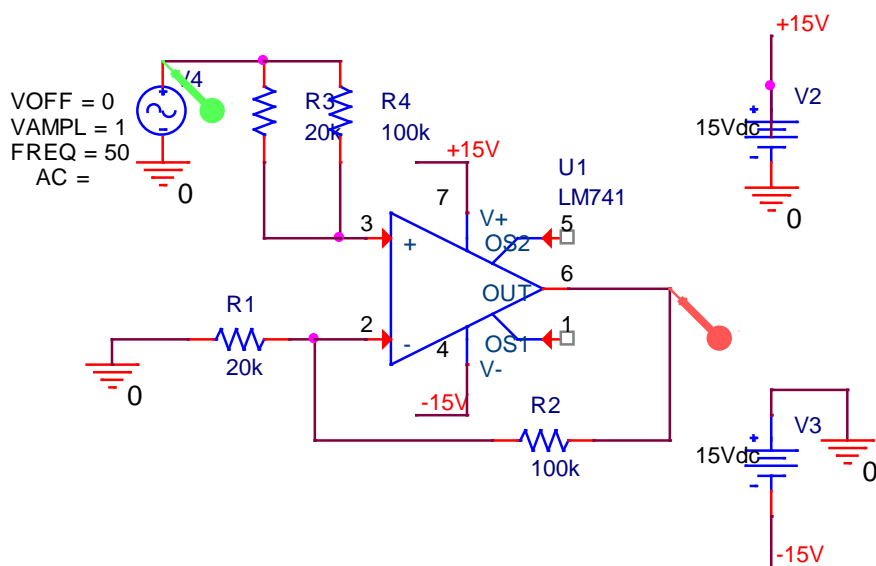 V4
VOFF = 0
VAMPL = 1
FREQ = 50
AC =
0
R3
20k
R4
100k
+15V
U1
LM741
7
3
V+
5
+
OS2
6
OUT
2
-
4
OS1
1
V-
-15V
R1
20k
0
R2
100k
+15V
V2
15Vdc
0
V3
15Vdc
0
-15V